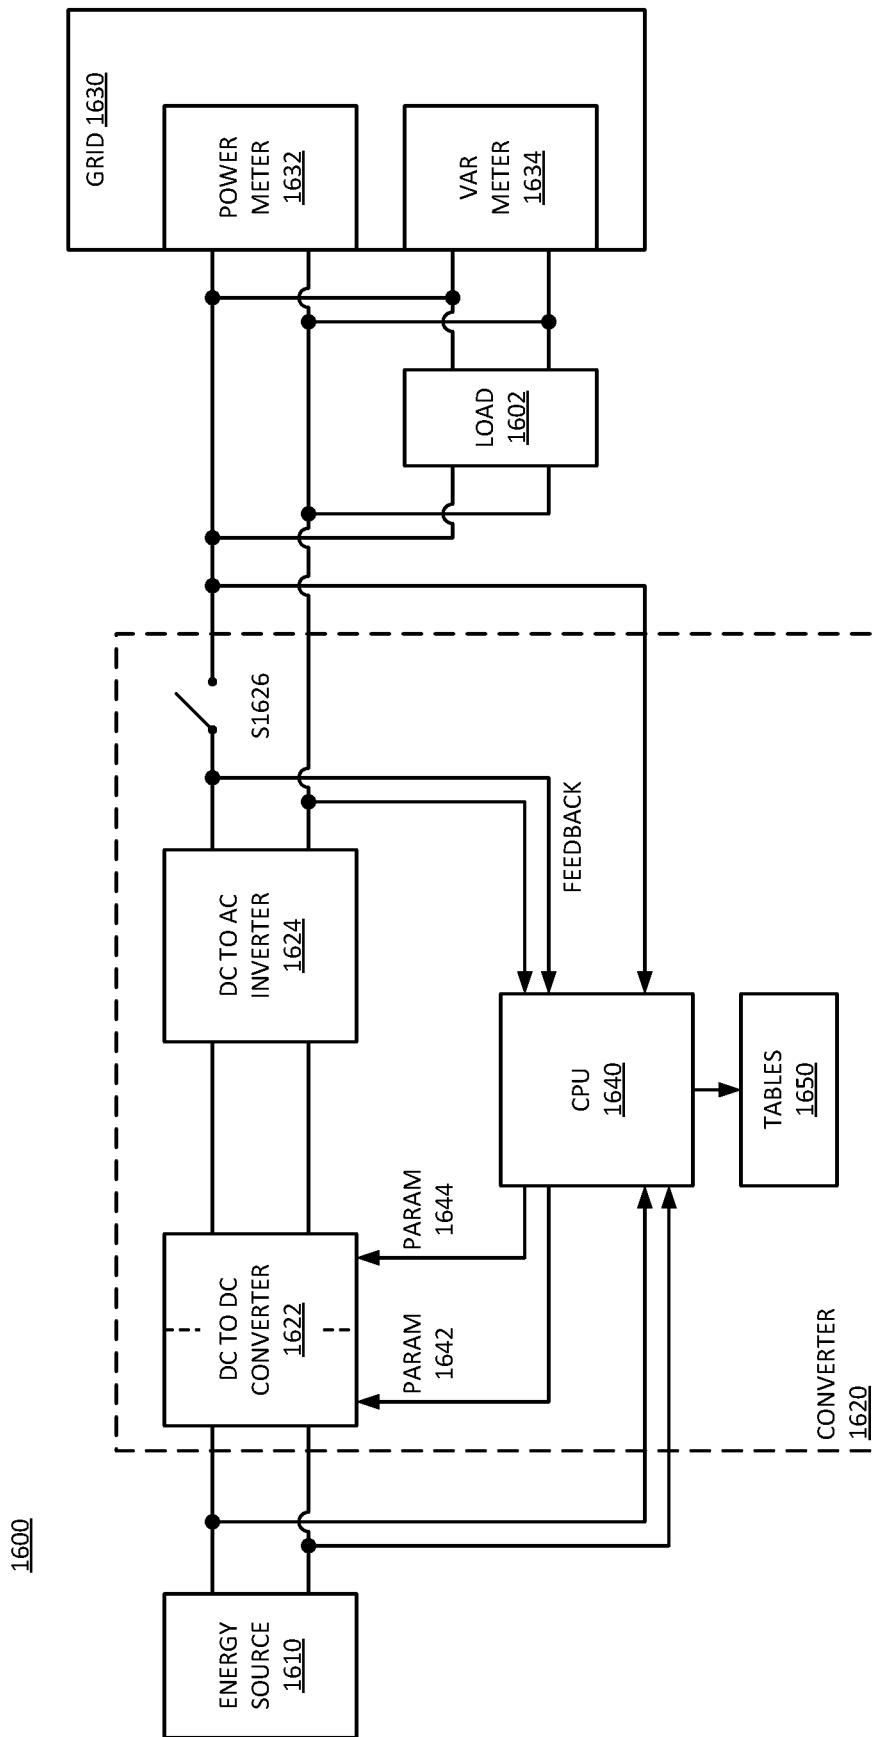 1600
ENERGY
SOURCE
1610
CONVERTER
1620
DC TO DC
CONVERTER
1622
PARAM
1642
PARAM
1644
DC TO AC
INVERTER
1624
S1626
FEEDBACK
CPU
1640
TABLES
1650
LOAD
1602
GRID 1630
POWER
METER
1632
VAR
METER
1634